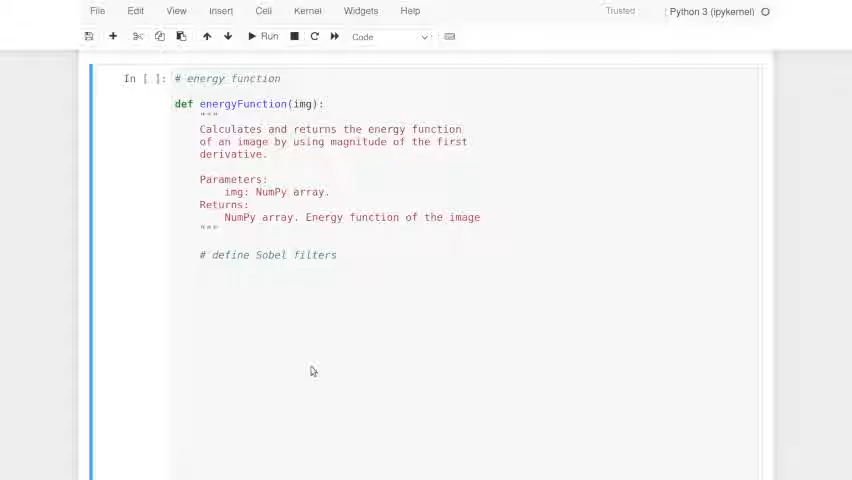 File Edit View Insert Cell Kernel Widgets Help Trusted Python 3 (ipykernel)
Run Code
In [ ]: # energy function
def energyFunction(img):
"""
Calculates and returns the energy function
of an image by using magnitude of the first
derivative.
Parameters:
img: NumPy array.
Returns:
NumPy array. Energy function of the image
"""
# define Sobel filters